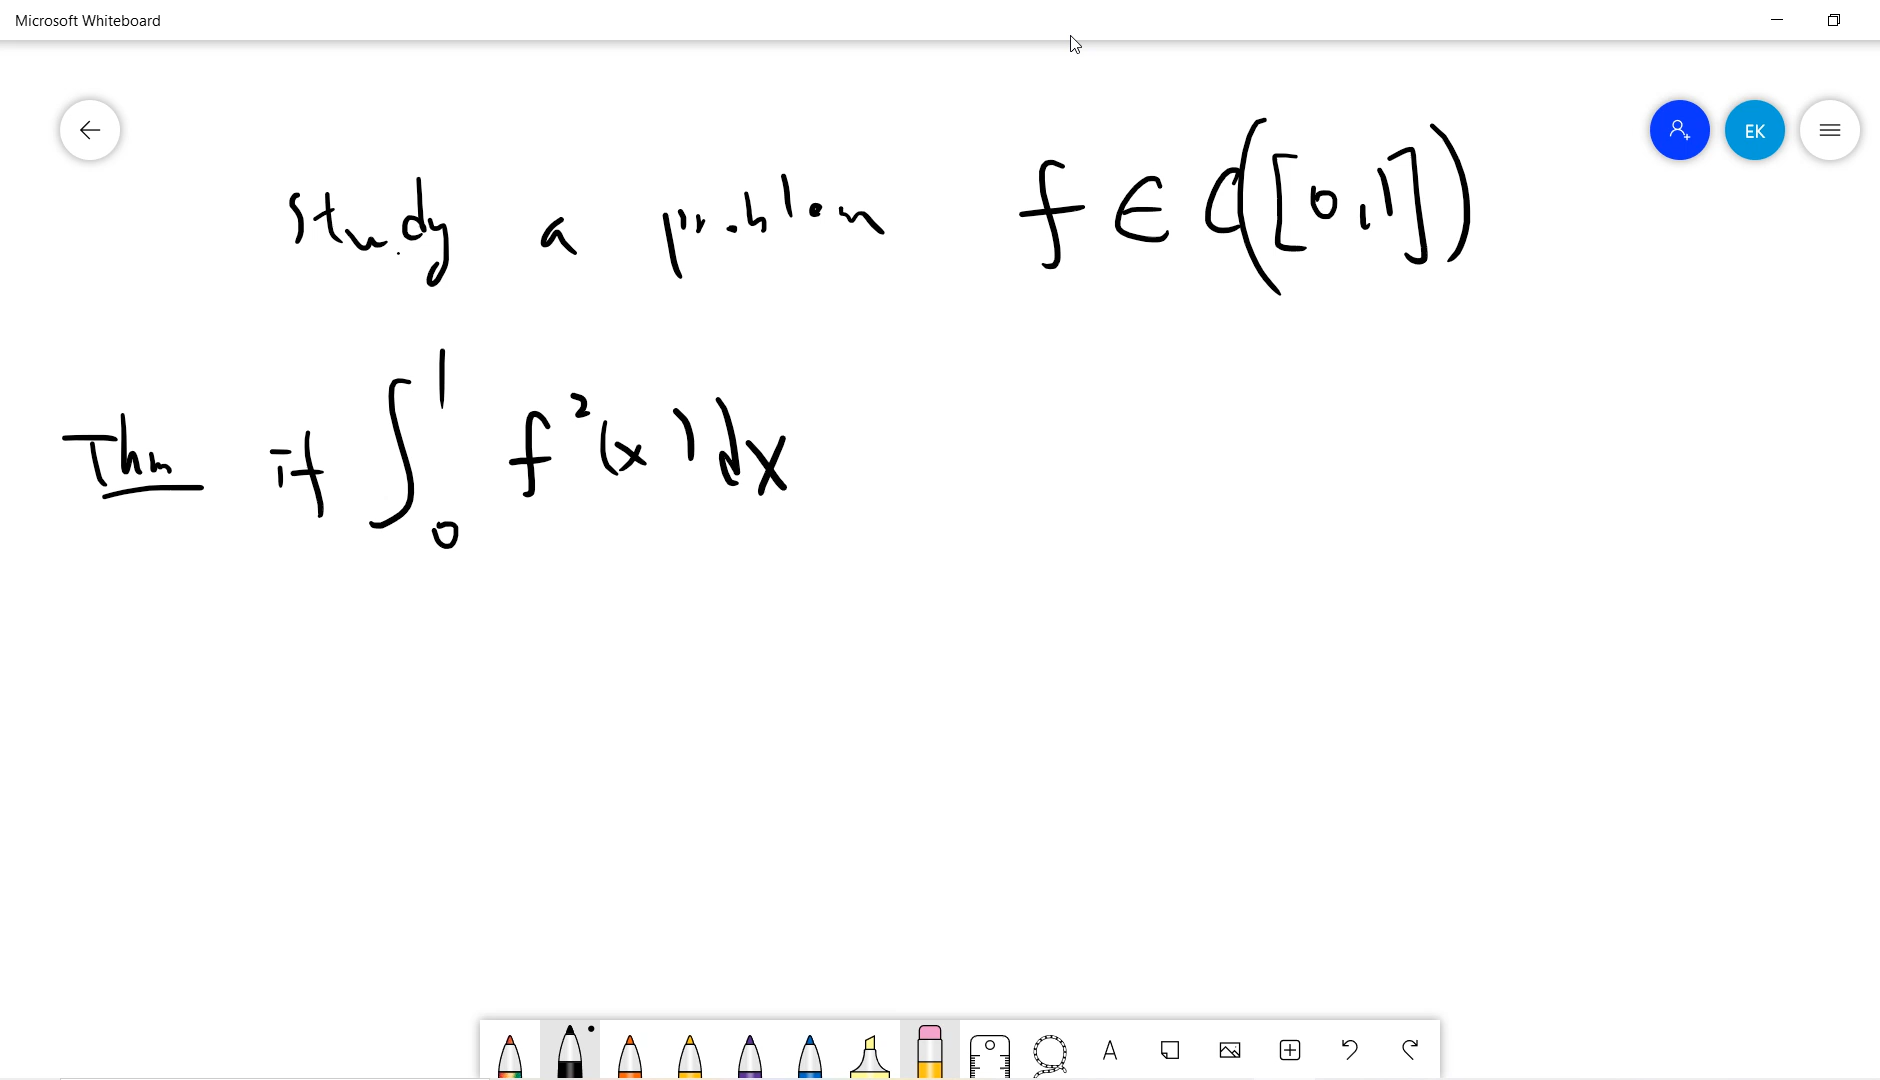 Microsoft Whiteboard
EK
study a problem f ∈ C([0,1])
Thm if ∫₀¹ f²(x)dx
A